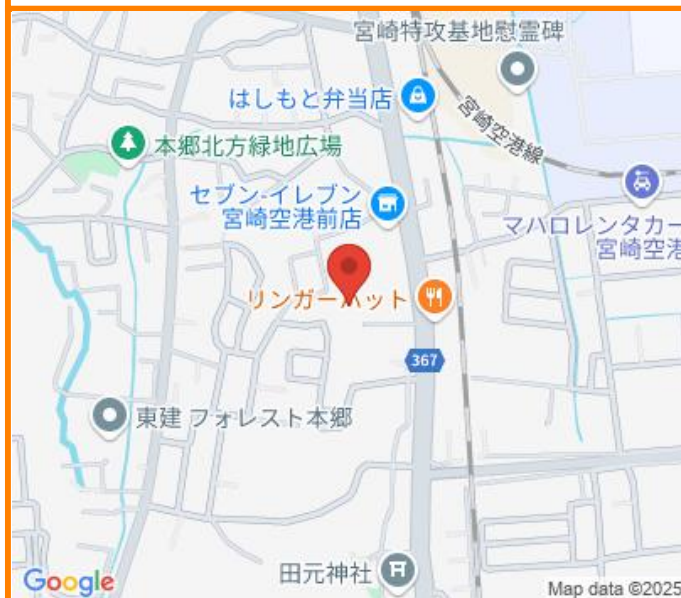 宮崎特攻基地慰霊碑
はしもと弁当店
宮崎空港線
本郷北方緑地広場
セブン-イレブン
宮崎空港前店
マハロレンタカー
宮崎空港
リンガーハット
367
東建 フォレスト本郷
田元神社
Google
Map data ©2025